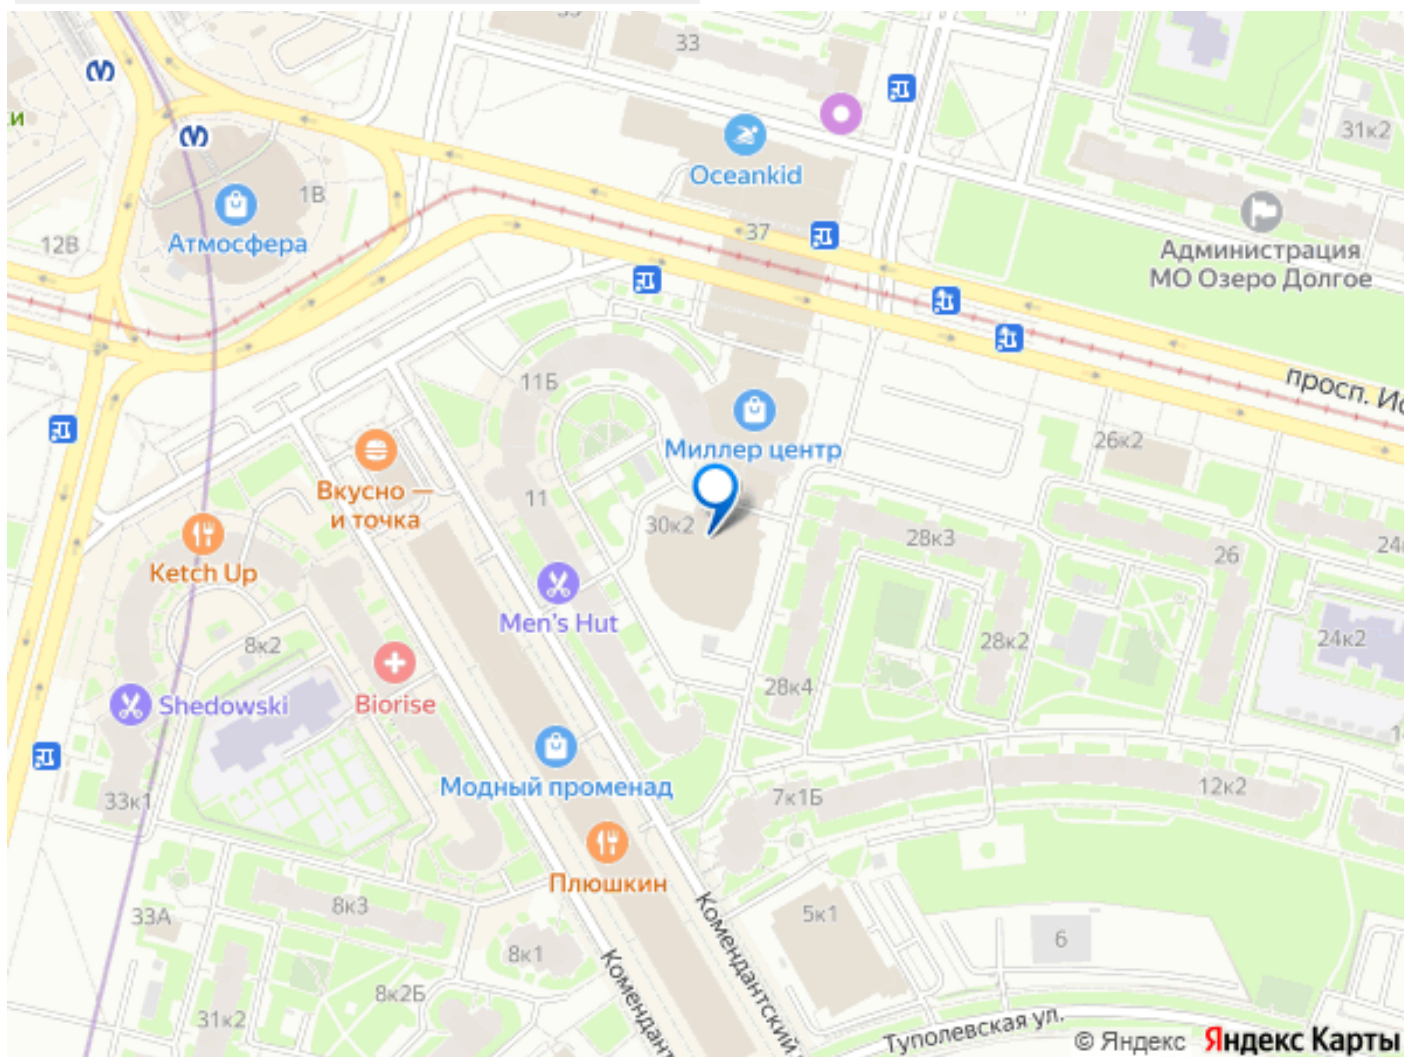 33
31к2
Oceankid
1В
Атмосфера
12В
37
Администрация
МО Озеро Долгое
просп. Ис
11Б
Миллер центр
26к2
Вкусно —
и точка
11
30к2
28к3
26
24
Ketch Up
Men's Hut
8к2
28к2
24к2
Biorise
28к4
Shedowski
Модный променад
33к1
7к1Б
12к2
Плюшкин
8к3
33А
5к1
6
8к1
Комендантский
Комендант
8к2Б
31к2
Туполевская ул.
© Яндекс Яндекс Карты